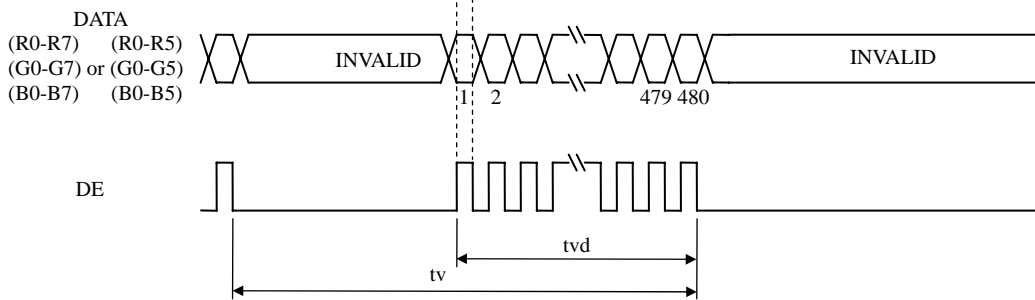 DATA
(R0-R7) (R0-R5)
(G0-G7) or (G0-G5)
(B0-B7) (B0-B5)
INVALID
INVALID
1 2 479 480
DE
tvd
tv